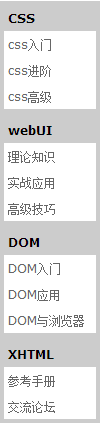 CSS
css入门
css进阶
css高级
webUI
理论知识
实战应用
高级技巧
DOM
DOM入门
DOM应用
DOM与浏览器
XHTML
参考手册
交流论坛